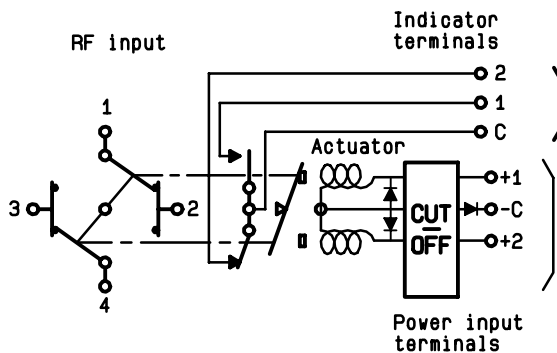 Indicator
terminals
RF input
2
1
C
1
Actuator
3
2
+1
-C
+2
CUT
-
OFF
4
Power input
terminals